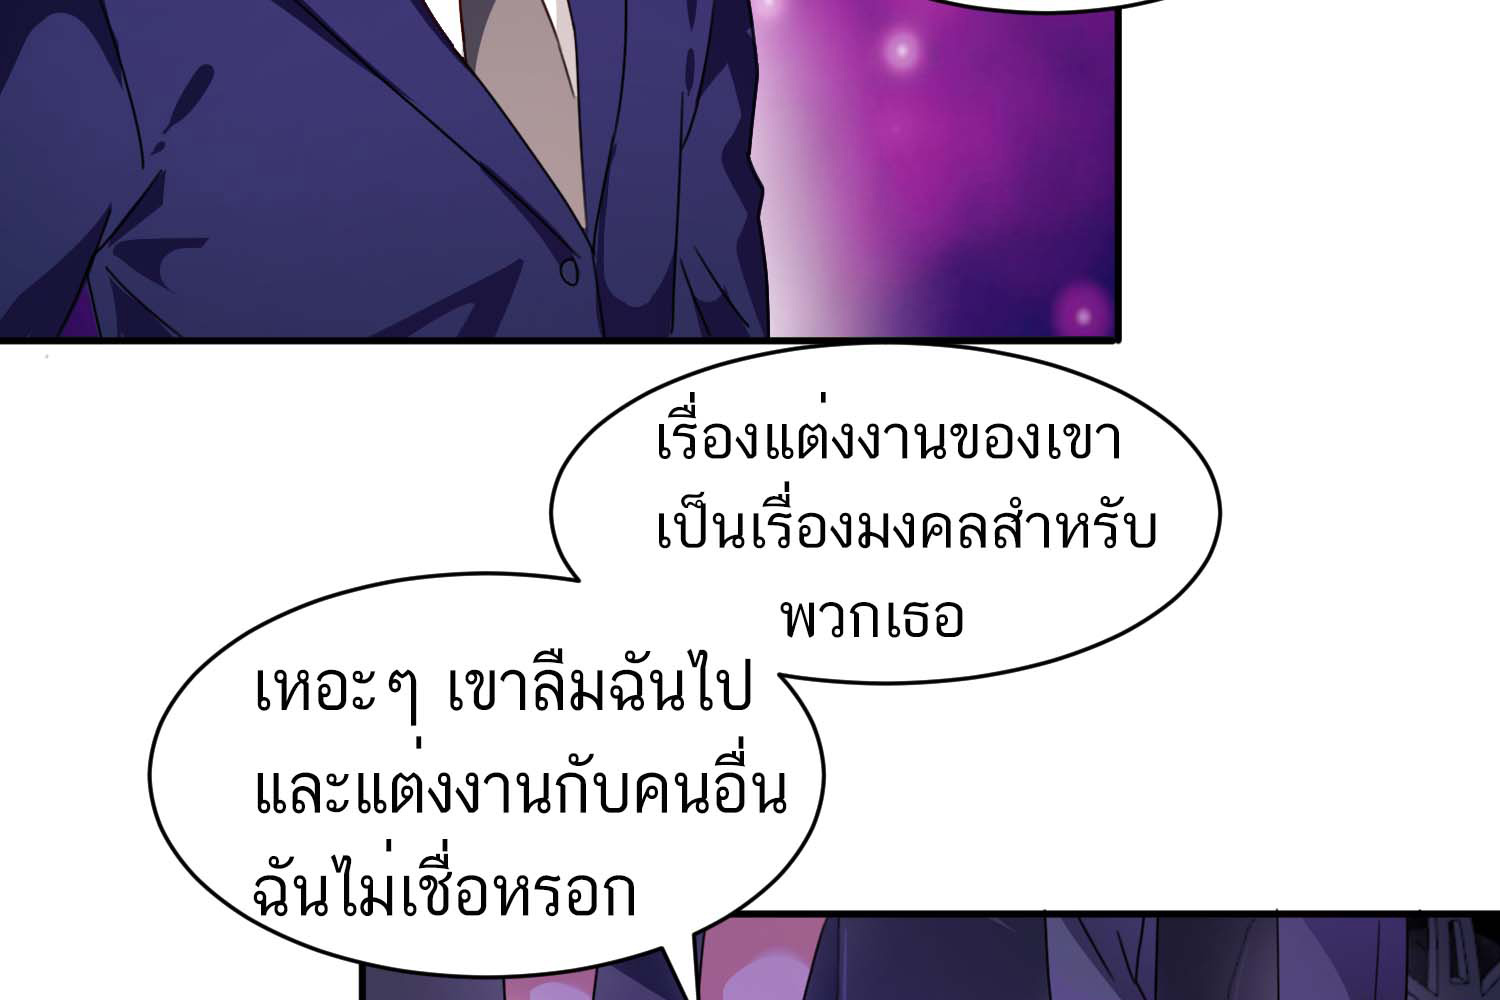 เรื่องแต่งงานของเขา
เป็นเรื่องมงคลสำหรับ
พวกเธอ
เหอะๆ เขาลืมฉันไป
และแต่งงานกับคนอื่น
ฉันไม่เชื่อหรอก